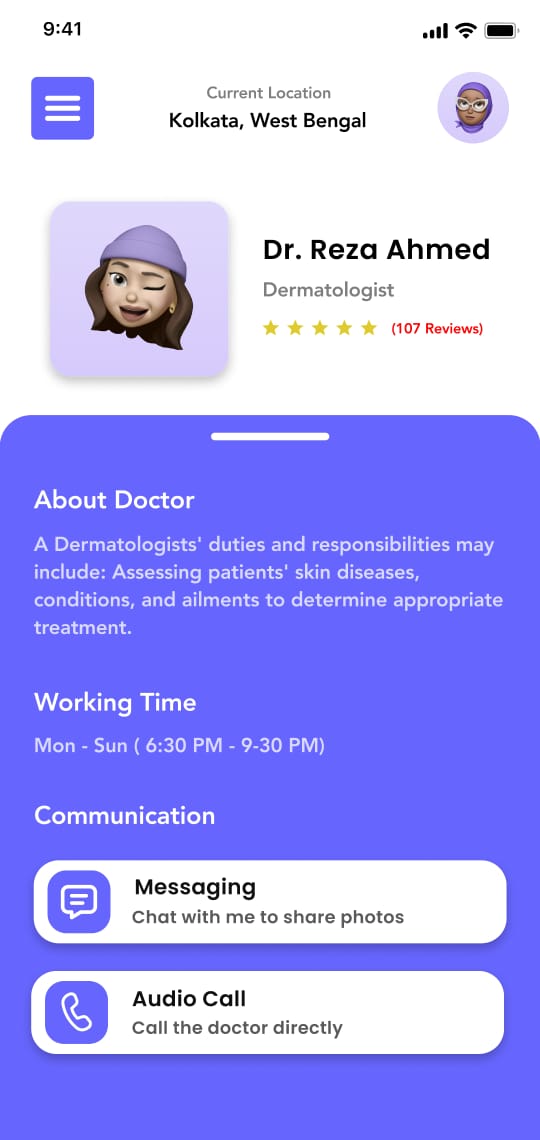 9:41
Current Location
Kolkata, West Bengal
Dr. Reza Ahmed
Dermatologist
(107 Reviews)
About Doctor
A Dermatologists' duties and responsibilities may
include: Assessing patients' skin diseases,
conditions, and ailments to determine appropriate
treatment.
Working Time
Mon - Sun ( 6:30 PM - 9-30 PM)
Communication
Messaging
Chat with me to share photos
Audio Call
Call the doctor directly